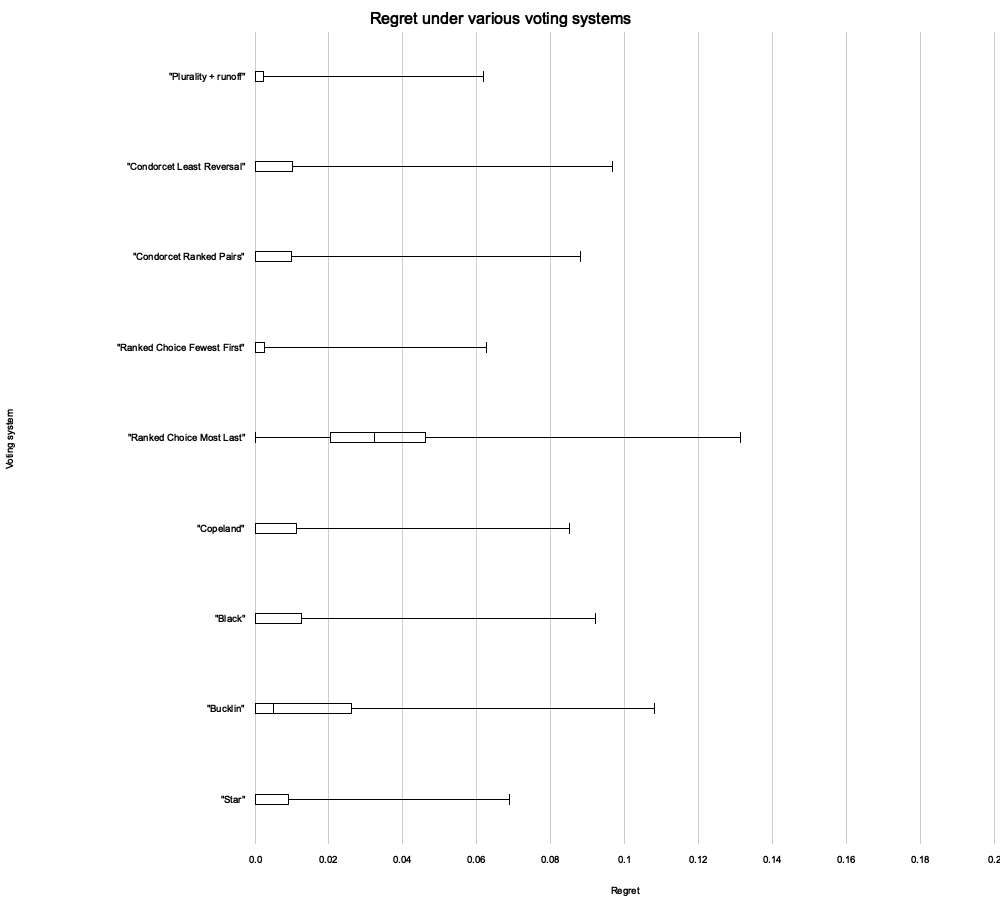 Regret under various voting systems
"Plurality + runoff"
"Condorcet Least Reversal"
"Condorcet Ranked Pairs"
"Ranked Choice Fewest First"
"Ranked Choice Most Last"
"Copeland"
"Black"
"Bucklin"
"Star"
Voting system
0.0 0.02 0.04 0.06 0.08 0.1 0.12 0.14 0.16 0.18 0.2
Regret